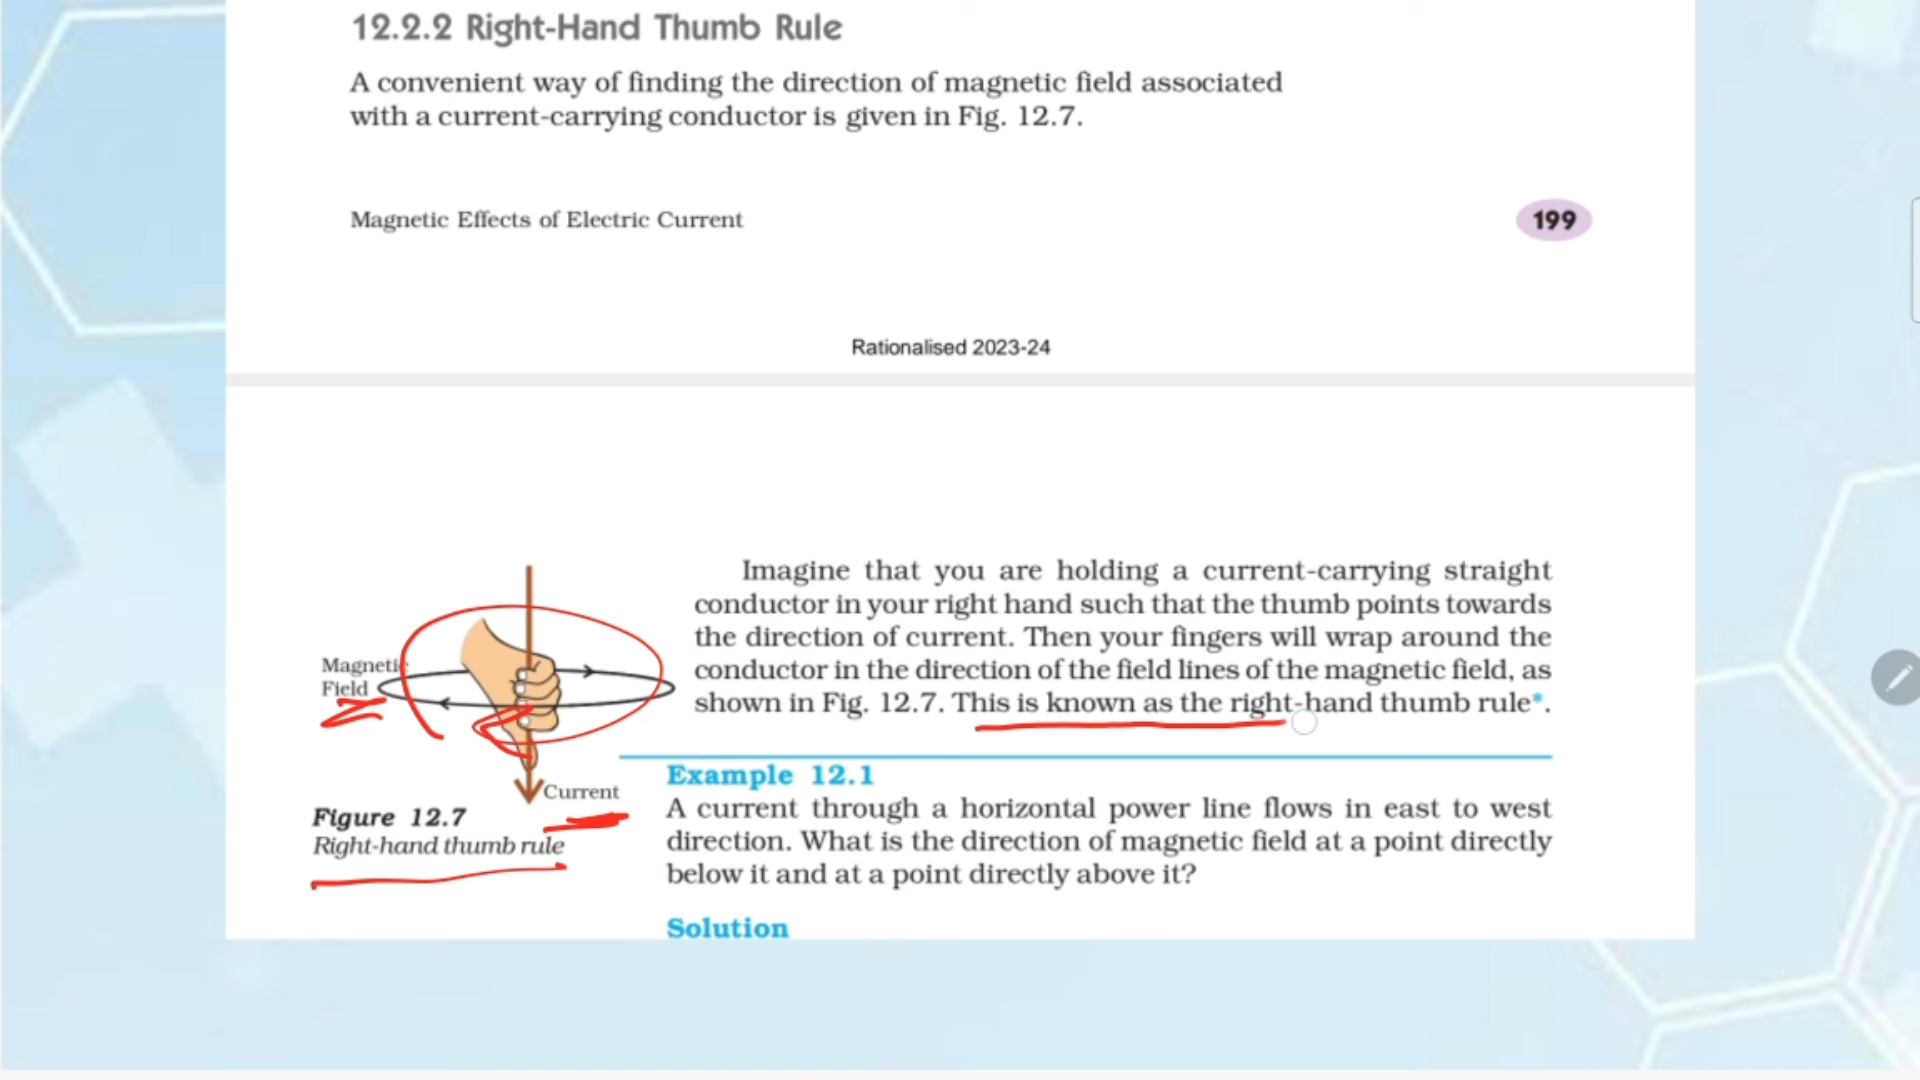 12.2.2 Right-Hand Thumb Rule
A convenient way of finding the direction of magnetic field associated
with a current-carrying conductor is given in Fig. 12.7.
Magnetic Effects of Electric Current
199
Rationalised 2023-24
Imagine that you are holding a current-carrying straight
conductor in your right hand such that the thumb points towards
the direction of current. Then your fingers will wrap around the
conductor in the direction of the field lines of the magnetic field, as
shown in Fig. 12.7. This is known as the right-hand thumb rule*.
Magnetic
Field
Current
Figure 12.7
Right-hand thumb rule
Example 12.1
A current through a horizontal power line flows in east to west
direction. What is the direction of magnetic field at a point directly
below it and at a point directly above it?
Solution